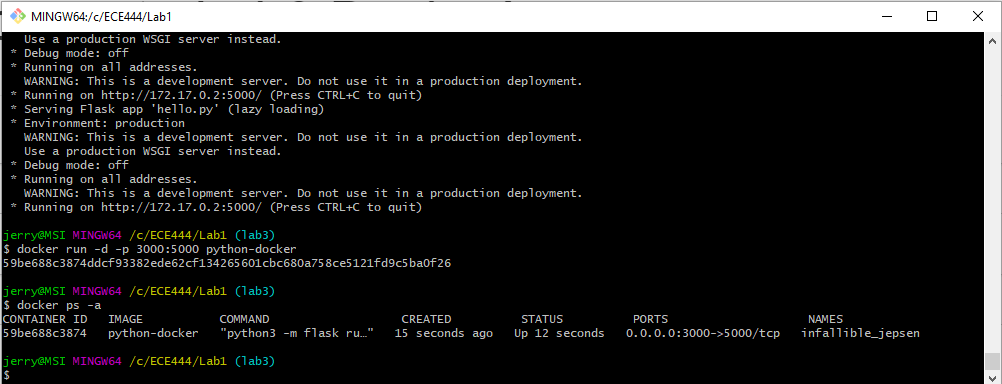 MINGW64:/c/ECE444/Lab1
   Use a production WSGI server instead.
 * Debug mode: off
 * Running on all addresses.
   WARNING: This is a development server. Do not use it in a production deployment.
 * Running on http://172.17.0.2:5000/ (Press CTRL+C to quit)
 * Serving Flask app 'hello.py' (lazy loading)
 * Environment: production
   WARNING: This is a development server. Do not use it in a production deployment.
   Use a production WSGI server instead.
 * Debug mode: off
 * Running on all addresses.
   WARNING: This is a development server. Do not use it in a production deployment.
 * Running on http://172.17.0.2:5000/ (Press CTRL+C to quit)
jerry@MSI MINGW64 /c/ECE444/Lab1 (lab3)
$ docker run -d -p 3000:5000 python-docker
59be688c3874ddcf93382ede62cf134265601cbc680a758ce5121fd9c5ba0f26
jerry@MSI MINGW64 /c/ECE444/Lab1 (lab3)
$ docker ps -a
CONTAINER ID   IMAGE           COMMAND                  CREATED          STATUS          PORTS                    NAMES
59be688c3874   python-docker   "python3 -m flask ru…"   15 seconds ago   Up 12 seconds   0.0.0.0:3000->5000/tcp   infallible_jepsen
jerry@MSI MINGW64 /c/ECE444/Lab1 (lab3)
$